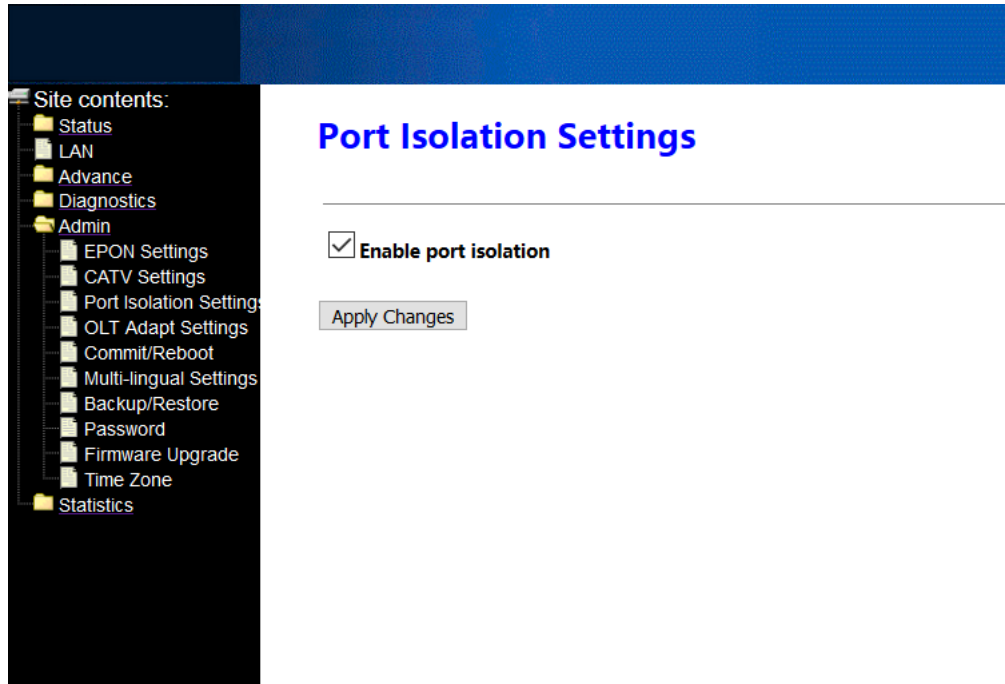 Site contents:
Status
LAN
Advance
Diagnostics
Admin
EPON Settings
CATV Settings
Port Isolation Settings
OLT Adapt Settings
Commit/Reboot
Multi-lingual Settings
Backup/Restore
Password
Firmware Upgrade
Time Zone
Statistics
Port Isolation Settings
Enable port isolation
Apply Changes